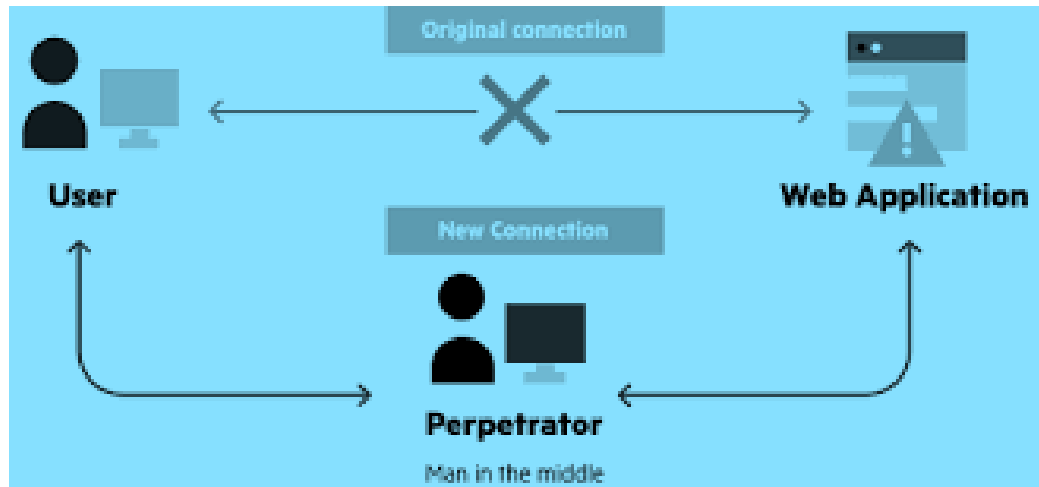 Original connection
User
Web Application
New Connection
Perpetrator
Man in the middle